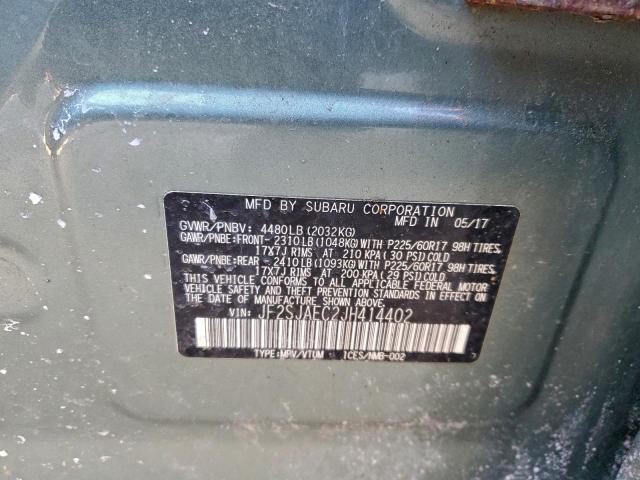 MFD BY SUBARU CORPORATION
MFD IN 05/17
GVWR/PNBV: 4480LB (2032KG)
GAWR/PNBE:FRONT-2310LB(1048KG)WITH P225/60R17 98H TIRES,
17X7J RIMS AT 210 KPA( 30 PSI)COLD
GAWR/PNBE:REAR -2410LB(1093KG)WITH P225/60R17 98H TIRES,
17X7J RIMS AT 200 KPA( 29 PSI)COLD
THIS VEHICLE CONFORMS TO ALL APPLICABLE FEDERAL MOTOR
VEHICLE SAFETY AND THEFT PREVENTION STANDARDS IN EFFECT
ON THE DATE OF MANUFACTURE SHOWN ABOVE.
VIN: JF2SJAEC2JH414402
TYPE:MPV/VTUM ICES/NMB-002